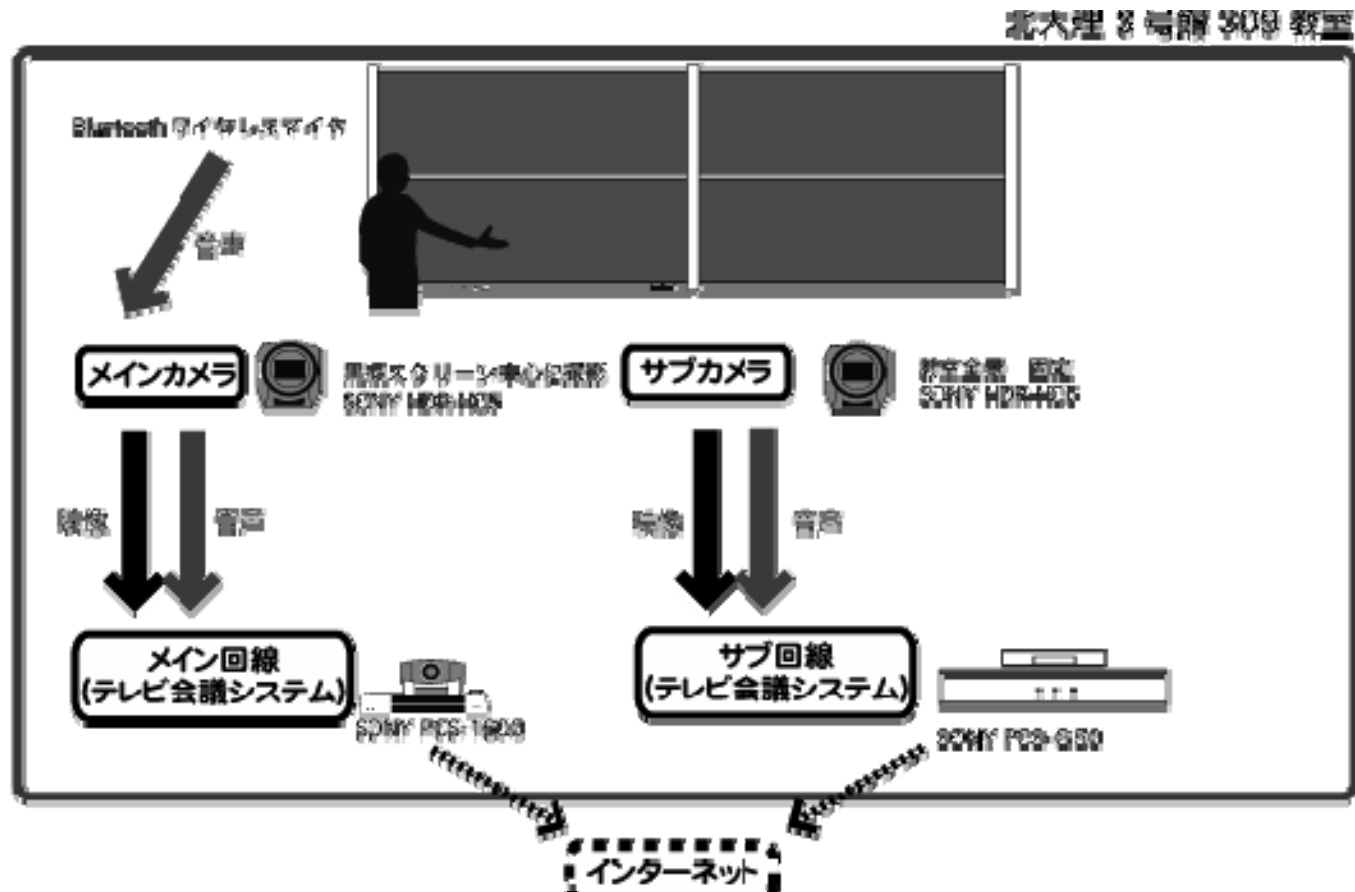 北大理 3 号館 309 教室
Bluetooth ワイヤレスマイク
音声
メインカメラ
黒板スクリーン中心に撮影
SONY
サブカメラ
教室全景 固定
SONY
映像
音声
映像
音声
メイン回線
(テレビ会議システム)
サブ回線
(テレビ会議システム)
SONY PCS-1600
SONY PCS-G50
インターネット